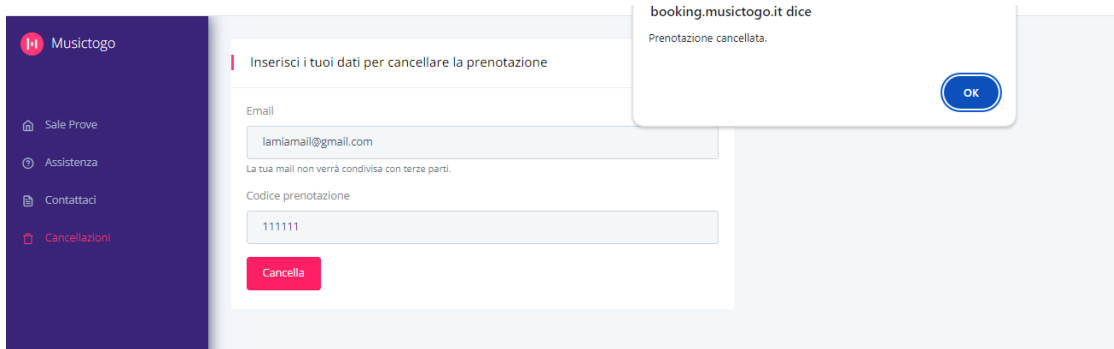 Musictogo
Sale Prove
Assistenza
Contattaci
Cancellazioni
Inserisci i tuoi dati per cancellare la prenotazione
Email
lamiamail@gmail.com
La tua mail non verrà condivisa con terze parti.
Codice prenotazione
111111
Cancella
booking.musictogo.it dice
Prenotazione cancellata.
OK